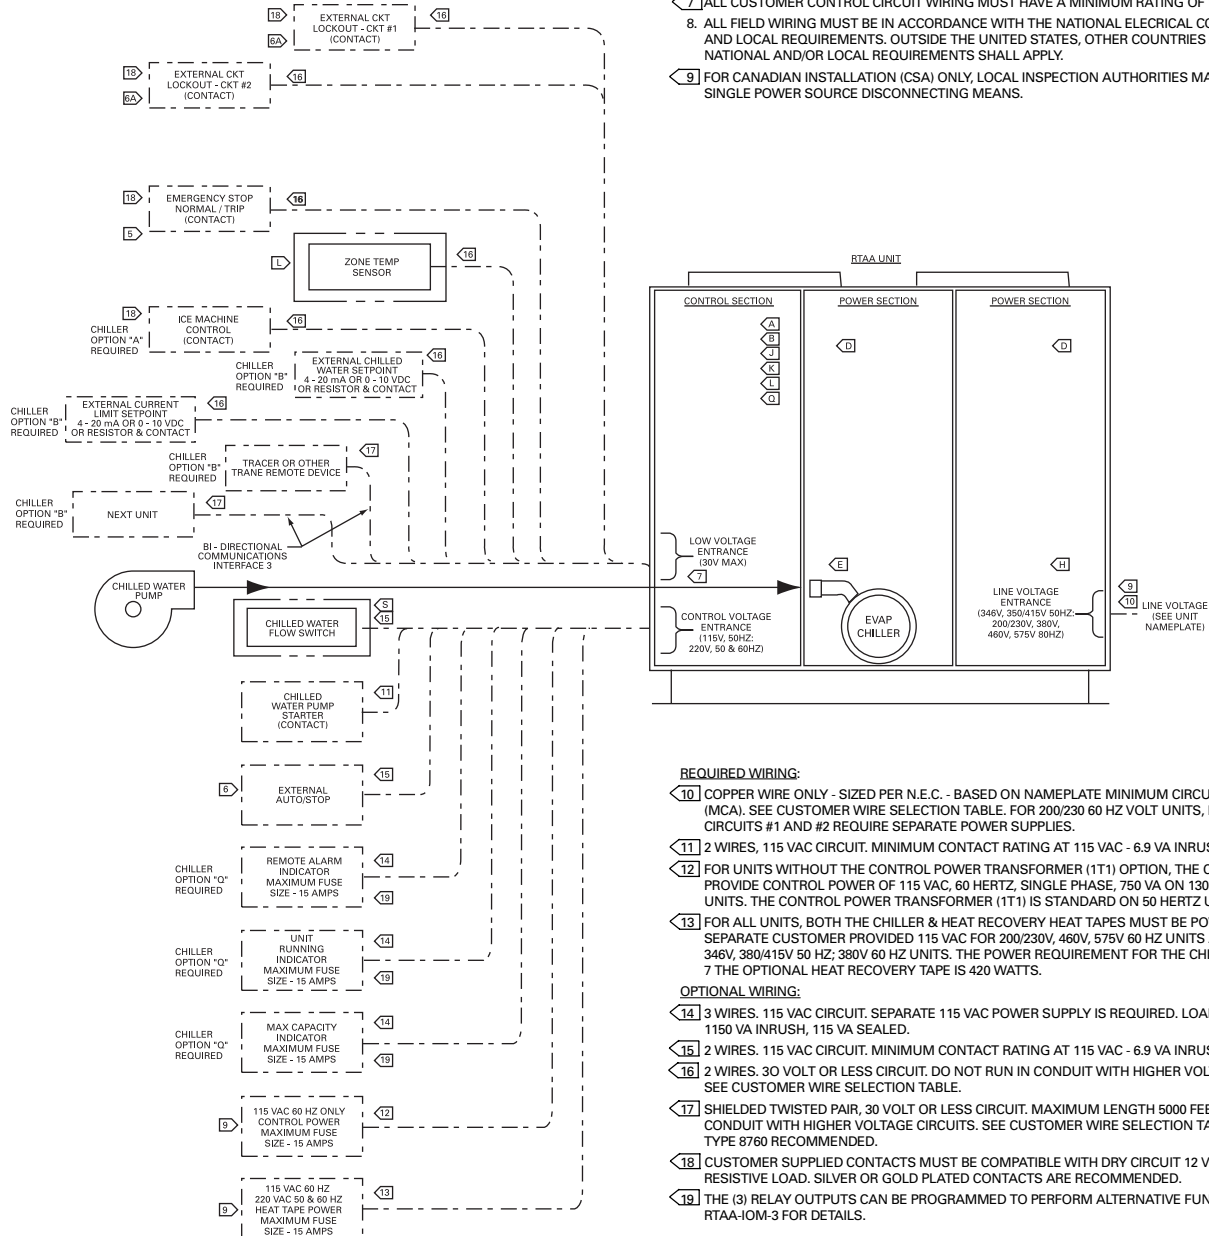 7 ALL CUSTOMER CONTROL CIRCUIT WIRING MUST HAVE A MINIMUM RATING OF
8. ALL FIELD WIRING MUST BE IN ACCORDANCE WITH THE NATIONAL ELECRICAL CO
AND LOCAL REQUIREMENTS. OUTSIDE THE UNITED STATES, OTHER COUNTRIES
NATIONAL AND/OR LOCAL REQUIREMENTS SHALL APPLY.
9 FOR CANADIAN INSTALLATION (CSA) ONLY, LOCAL INSPECTION AUTHORITIES MA
SINGLE POWER SOURCE DISCONNECTING MEANS.
18
6A
EXTERNAL CKT
LOCKOUT - CKT #1
(CONTACT)
16
18
6A
EXTERNAL CKT
LOCKOUT - CKT #2
(CONTACT)
16
18
5
EMERGENCY STOP
NORMAL / TRIP
(CONTACT)
16
L
ZONE TEMP
SENSOR
16
18
CHILLER
OPTION "A"
REQUIRED
ICE MACHINE
CONTROL
(CONTACT)
16
CHILLER
OPTION "B"
REQUIRED
EXTERNAL CHILLED
WATER SETPOINT
4 - 20 mA OR 0 - 10 VDC
OR RESISTOR & CONTACT
16
CHILLER
OPTION "B"
REQUIRED
EXTERNAL CURRENT
LIMIT SETPOINT
4 - 20 mA OR 0 - 10 VDC
OR RESISTOR & CONTACT
16
CHILLER
OPTION "B"
REQUIRED
TRACER OR OTHER
TRANE REMOTE DEVICE
17
CHILLER
OPTION "B"
REQUIRED
NEXT UNIT
17
BI - DIRECTIONAL
COMMUNICATIONS
INTERFACE 3
CHILLED WATER
PUMP
CHILLED WATER
FLOW SWITCH
S
15
CHILLED
WATER PUMP
STARTER
(CONTACT)
11
6
EXTERNAL
AUTO/STOP
15
CHILLER
OPTION "Q"
REQUIRED
REMOTE ALARM
INDICATOR
MAXIMUM FUSE
SIZE - 15 AMPS
14
19
CHILLER
OPTION "Q"
REQUIRED
UNIT
RUNNING
INDICATOR
MAXIMUM FUSE
SIZE - 15 AMPS
14
19
CHILLER
OPTION "Q"
REQUIRED
MAX CAPACITY
INDICATOR
MAXIMUM FUSE
SIZE - 15 AMPS
14
19
9
115 VAC 60 HZ ONLY
CONTROL POWER
MAXIMUM FUSE
SIZE - 15 AMPS
12
9
115 VAC 60 HZ
220 VAC 50 & 60 HZ
HEAT TAPE POWER
MAXIMUM FUSE
SIZE - 15 AMPS
13
RTAA UNIT
CONTROL SECTION
A
B
J
K
L
Q
LOW VOLTAGE
ENTRANCE
(30V MAX)
7
CONTROL VOLTAGE
ENTRANCE
(115V, 50HZ:
220V, 50 & 60HZ)
POWER SECTION
D
E
EVAP
CHILLER
POWER SECTION
D
H
LINE VOLTAGE
ENTRANCE
(346V, 350/415V 50HZ:
200/230V, 380V,
460V, 575V 80HZ)
9
10
LINE VOLTAGE
(SEE UNIT
NAMEPLATE)
REQUIRED WIRING:
10 COPPER WIRE ONLY - SIZED PER N.E.C. - BASED ON NAMEPLATE MINIMUM CIRCU
(MCA). SEE CUSTOMER WIRE SELECTION TABLE. FOR 200/230 60 HZ VOLT UNITS,
CIRCUITS #1 AND #2 REQUIRE SEPARATE POWER SUPPLIES.
11 2 WIRES, 115 VAC CIRCUIT. MINIMUM CONTACT RATING AT 115 VAC - 6.9 VA INRUS
12 FOR UNITS WITHOUT THE CONTROL POWER TRANSFORMER (1T1) OPTION, THE C
PROVIDE CONTROL POWER OF 115 VAC, 60 HERTZ, SINGLE PHASE, 750 VA ON 130
UNITS. THE CONTROL POWER TRANSFORMER (1T1) IS STANDARD ON 50 HERTZ U
13 FOR ALL UNITS, BOTH THE CHILLER & HEAT RECOVERY HEAT TAPES MUST BE PO
SEPARATE CUSTOMER PROVIDED 115 VAC FOR 200/230V, 460V, 575V 60 HZ UNITS
346V, 380/415V 50 HZ; 380V 60 HZ UNITS. THE POWER REQUIREMENT FOR THE CHI
7 THE OPTIONAL HEAT RECOVERY TAPE IS 420 WATTS.
OPTIONAL WIRING:
14 3 WIRES. 115 VAC CIRCUIT. SEPARATE 115 VAC POWER SUPPLY IS REQUIRED. LOA
1150 VA INRUSH, 115 VA SEALED.
15 2 WIRES. 115 VAC CIRCUIT. MINIMUM CONTACT RATING AT 115 VAC - 6.9 VA INRUS
16 2 WIRES. 3O VOLT OR LESS CIRCUIT. DO NOT RUN IN CONDUIT WITH HIGHER VOL
SEE CUSTOMER WIRE SELECTION TABLE.
17 SHIELDED TWISTED PAIR, 30 VOLT OR LESS CIRCUIT. MAXIMUM LENGTH 5000 FEE
CONDUIT WITH HIGHER VOLTAGE CIRCUITS. SEE CUSTOMER WIRE SELECTION TA
TYPE 8760 RECOMMENDED.
18 CUSTOMER SUPPLIED CONTACTS MUST BE COMPATIBLE WITH DRY CIRCUIT 12 V
RESISTIVE LOAD. SILVER OR GOLD PLATED CONTACTS ARE RECOMMENDED.
19 THE (3) RELAY OUTPUTS CAN BE PROGRAMMED TO PERFORM ALTERNATIVE FUN
RTAA-IOM-3 FOR DETAILS.